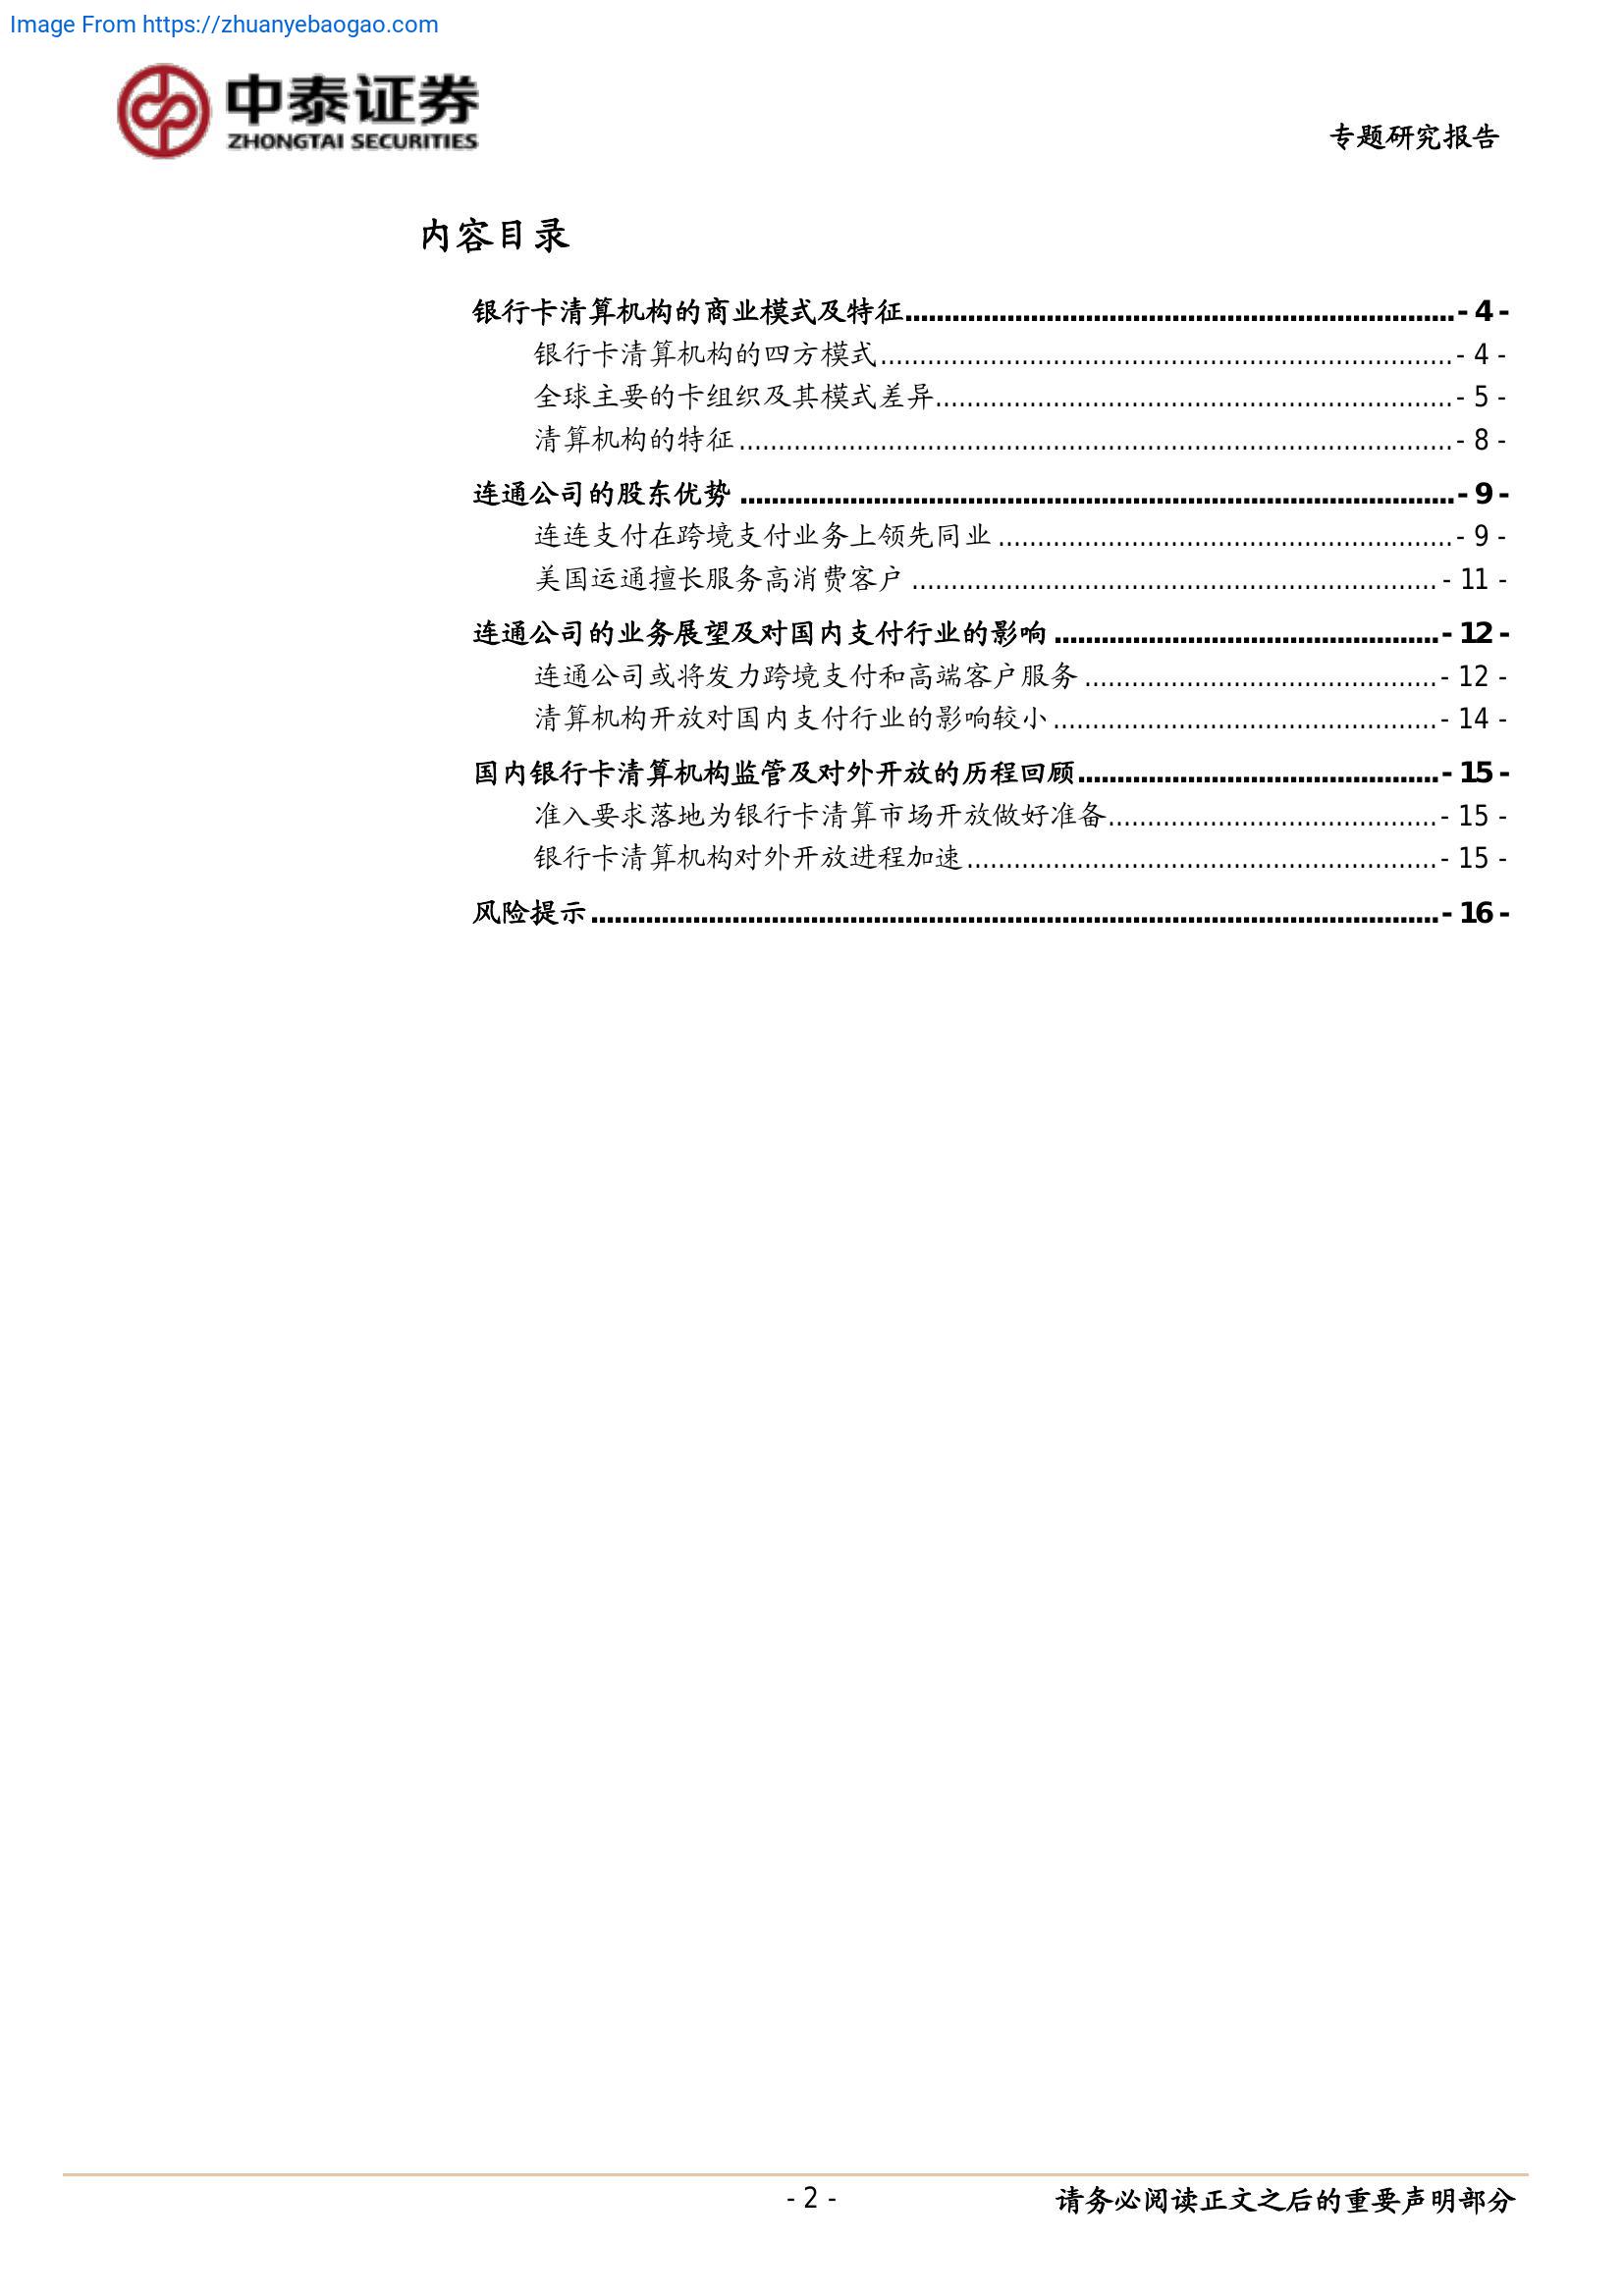 Image From https://zhuanyebaogao.com
中泰证券
ZHONGTAI SECURITIES
专题研究报告
内容目录
银行卡清算机构的商业模式及特征 - 4 -
银行卡清算机构的四方模式 - 4 -
全球主要的卡组织及其模式差异 - 5 -
清算机构的特征 - 8 -
连通公司的股东优势 - 9 -
连连支付在跨境支付业务上领先同业 - 9 -
美国运通擅长服务高消费客户 - 11 -
连通公司的业务展望及对国内支付行业的影响 - 12 -
连通公司或将发力跨境支付和高端客户服务 - 12 -
清算机构开放对国内支付行业的影响较小 - 14 -
国内银行卡清算机构监管及对外开放的历程回顾 - 15 -
准入要求落地为银行卡清算市场开放做好准备 - 15 -
银行卡清算机构对外开放进程加速 - 15 -
风险提示 - 16 -
- 2 -
请务必阅读正文之后的重要声明部分